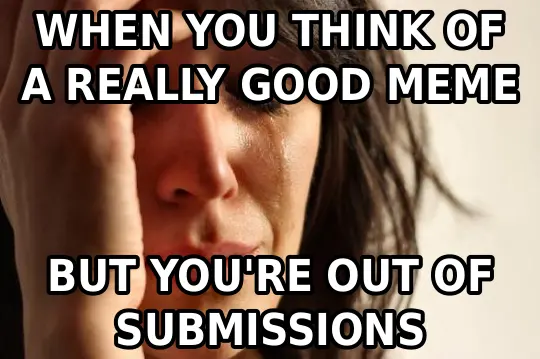 WHEN YOU THINK OF
A REALLY GOOD MEME
BUT YOU'RE OUT OF
SUBMISSIONS